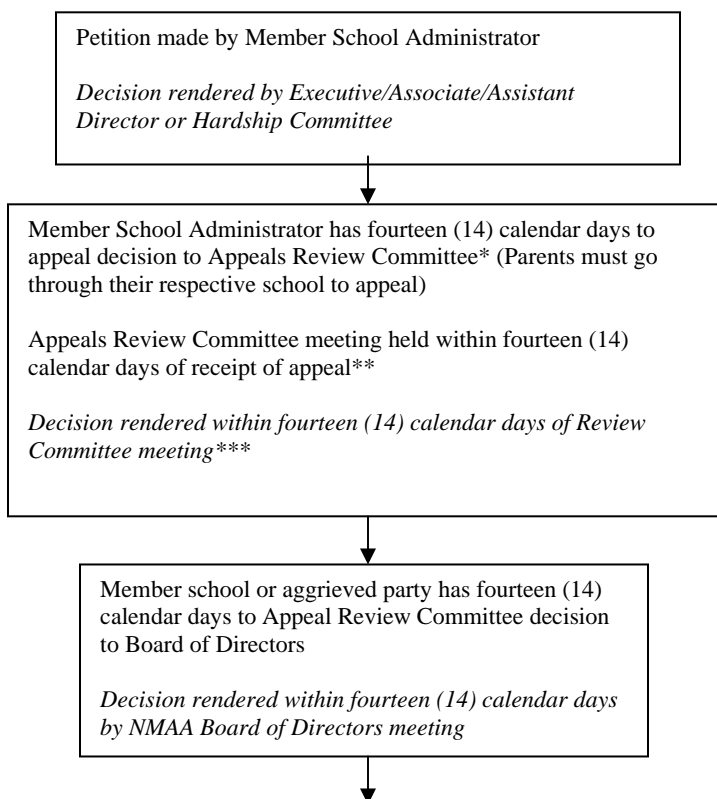 Petition made by Member School Administrator
Decision rendered by Executive/Associate/Assistant
Director or Hardship Committee
Member School Administrator has fourteen (14) calendar days to
appeal decision to Appeals Review Committee* (Parents must go
through their respective school to appeal)
Appeals Review Committee meeting held within fourteen (14)
calendar days of receipt of appeal**
Decision rendered within fourteen (14) calendar days of Review
Committee meeting***
Member school or aggrieved party has fourteen (14)
calendar days to Appeal Review Committee decision
to Board of Directors
Decision rendered within fourteen (14) calendar days
by NMAA Board of Directors meeting